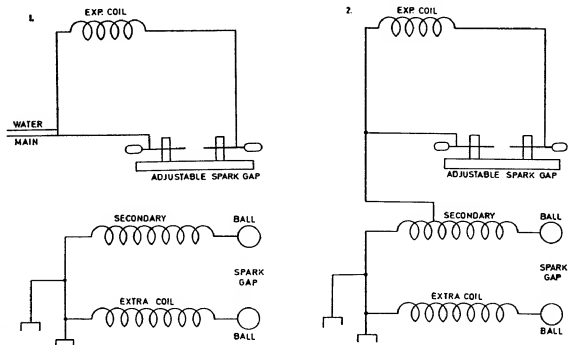 1.
EXP. COIL
WATER
MAIN
ADJUSTABLE SPARK GAP
SECONDARY
BALL
SPARK
GAP
EXTRA COIL
BALL
2.
EXP. COIL
ADJUSTABLE SPARK GAP
SECONDARY
BALL
SPARK
GAP
EXTRA COIL
BALL